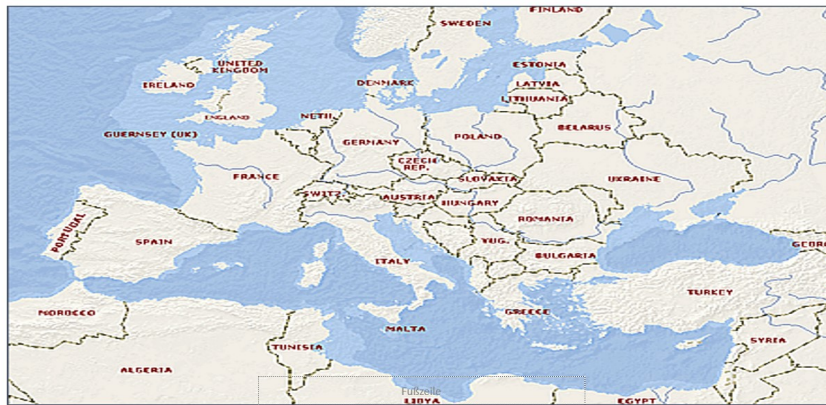 FINLAND
SWEDEN
ESTONIA
UNITED
KINGDOM
IRELAND
DENMARK
LATVIA
LITHUANIA
ENGLAND
NETH
BELARUS
GUERNSEY (UK)
GERMANY
POLAND
CZECH
REP.
FRANCE
SLOVAKIA
UKRAINE
SWITZ.
AUSTRIA
HUNGARY
PORTUGAL
ROMANIA
SPAIN
YUG.
GEOR
BULGARIA
ITALY
TURKEY
MOROCCO
GREECE
MALTA
SYRIA
TUNISIA
ALGERIA
Fußzeile
LIBYA
EGYPT